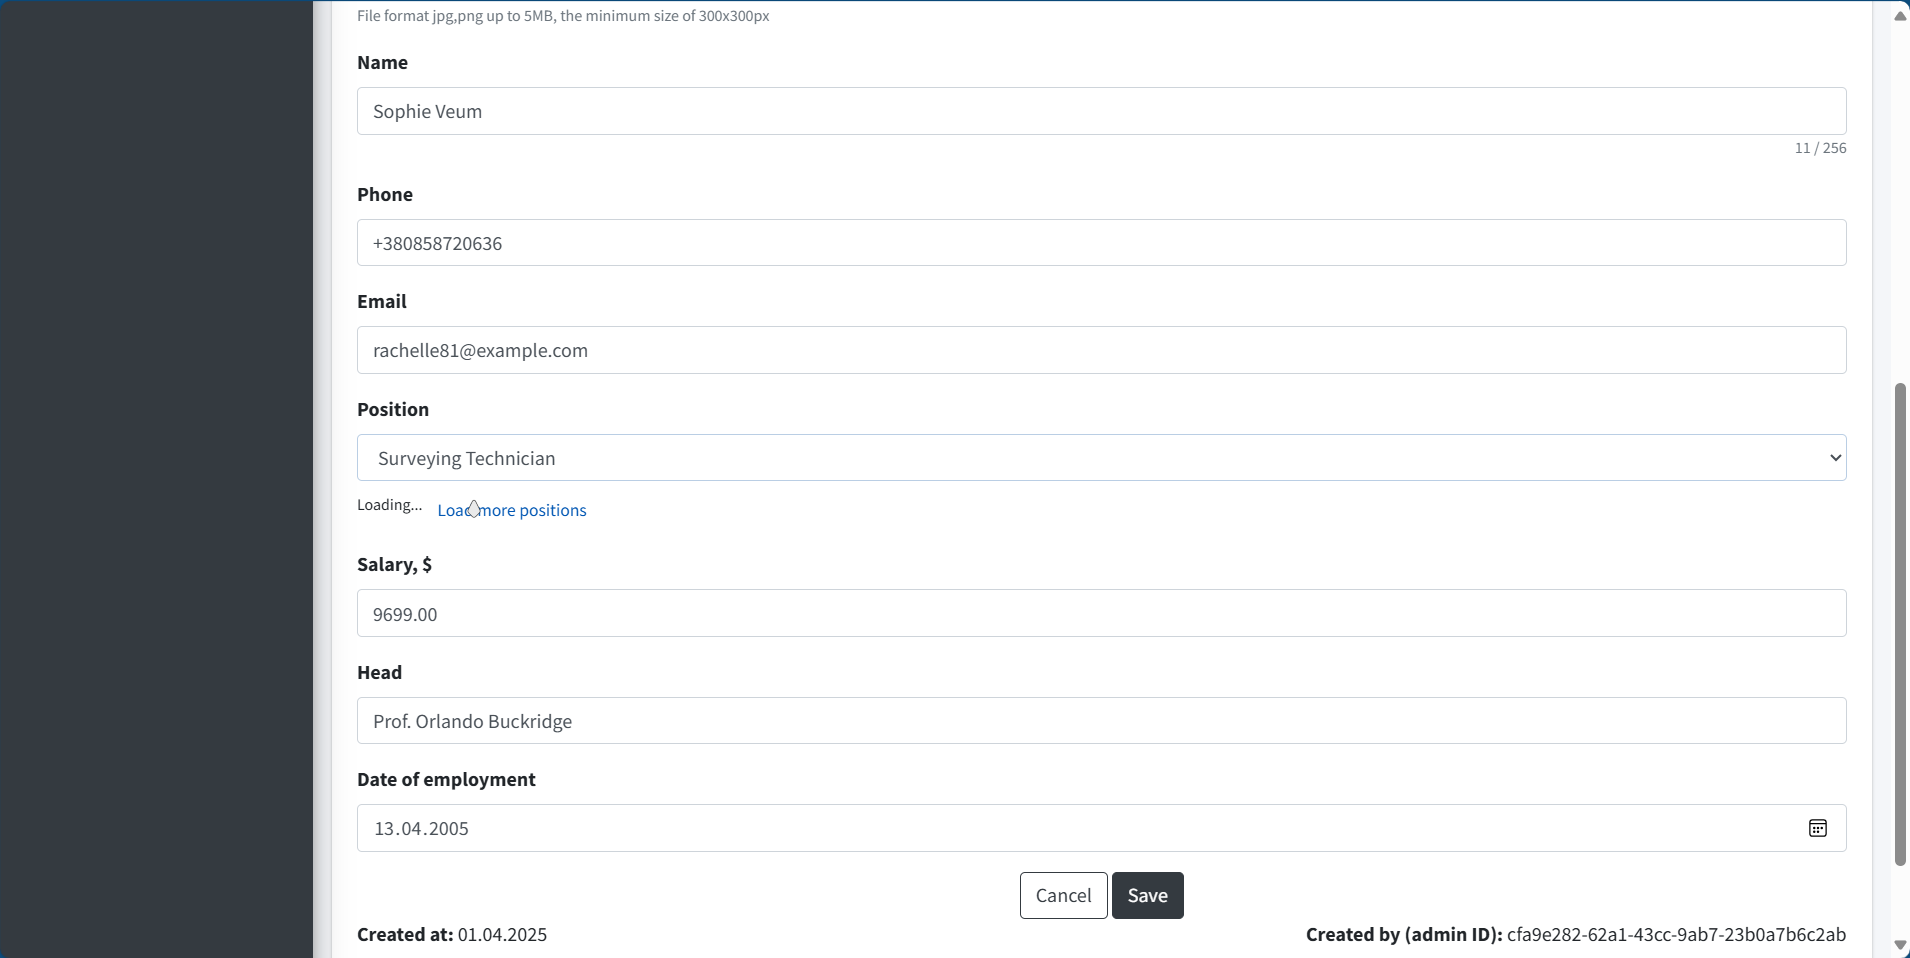 File format jpg,png up to 5MB, the minimum size of 300x300px
Name
Sophie Veum
11 / 256
Phone
+380858720636
Email
rachelle81@example.com
Position
Surveying Technician
Loading... Load more positions
Salary, $
9699.00
Head
Prof. Orlando Buckridge
Date of employment
13.04.2005
Cancel Save
Created at: 01.04.2025 Created by (admin ID): cfa9e282-62a1-43cc-9ab7-23b0a7b6c2ab